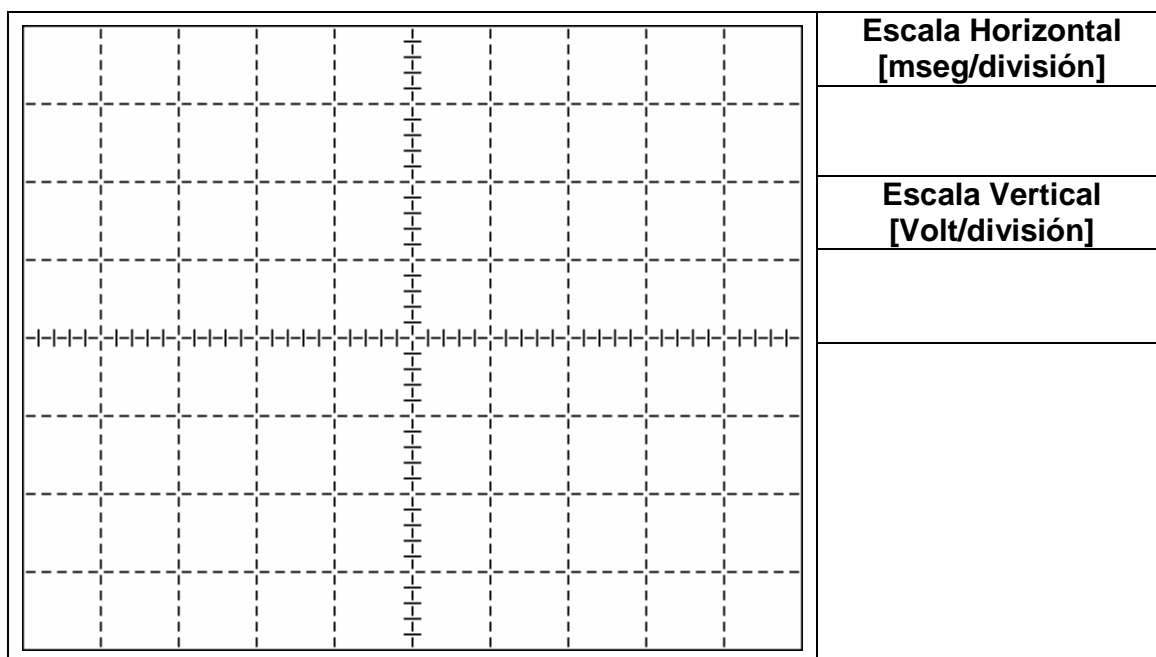 Escala Horizontal
[mseg/división]
Escala Vertical
[Volt/división]